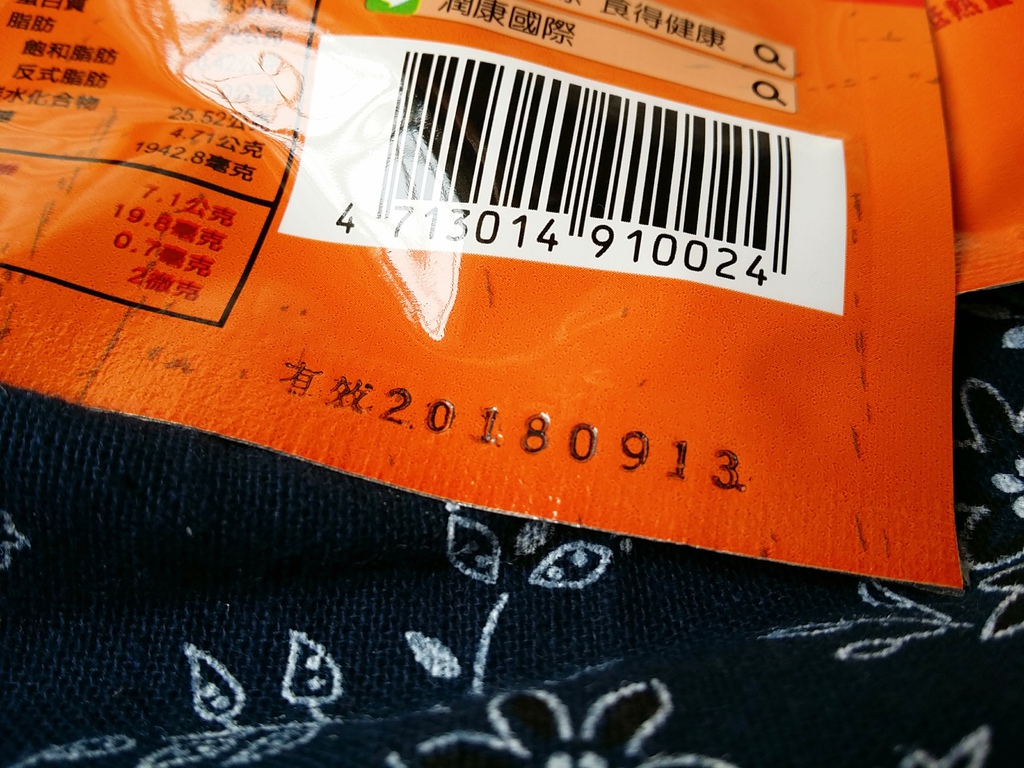 食得健康
潤康國際
脂肪
飽和脂肪
反式脂肪
水化合物
25.52公克
4.71公克
1942.8毫克
7.1公克
19.8毫克
0.7毫克
2微克
4 713014 910024
有效20180913